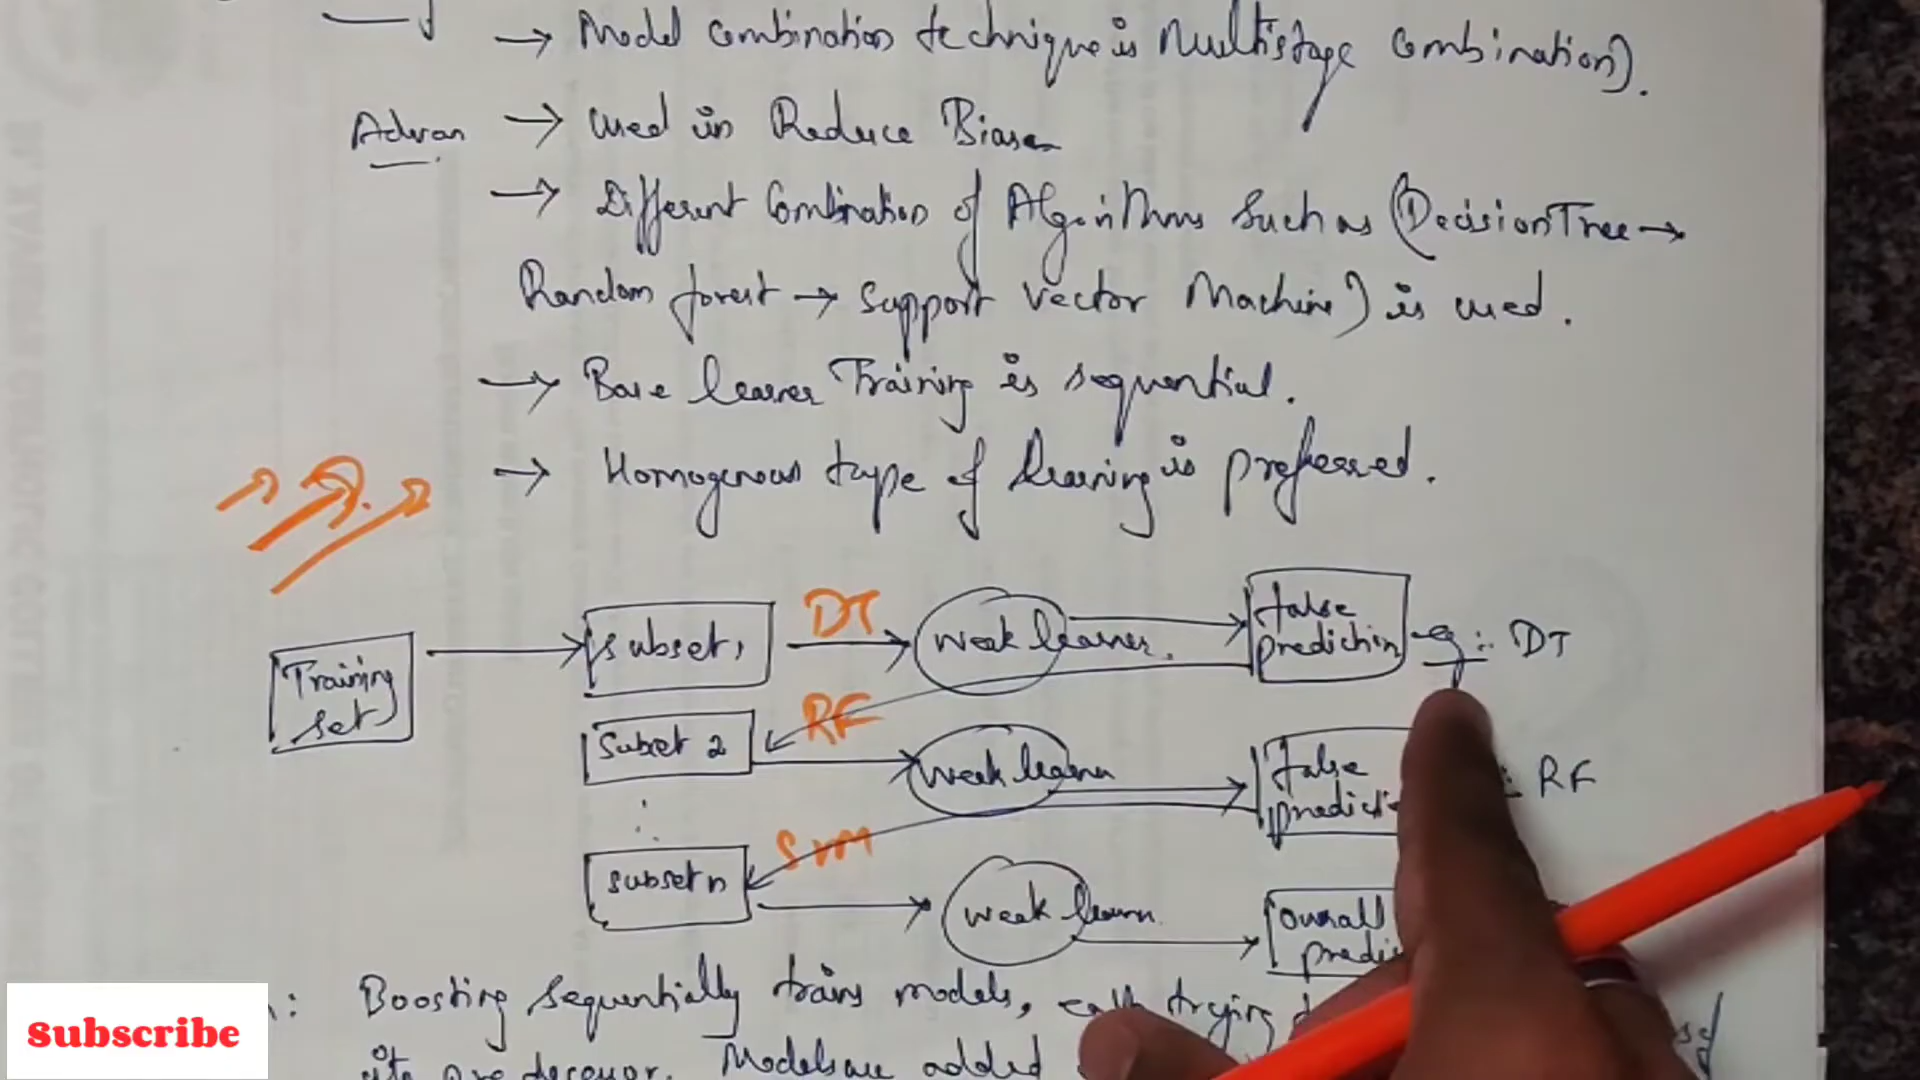 → Model Combination technique is Multistage Combination).
Advan → used in Reduce Bias
→ Different Combination of Algorithms Such as (Decision Tree →
Random forest → Support Vector Machine) is used.
→ Base learner Training is sequential.
→ Homogenous type of learning is preferred.
Training set
subset 1
DT
weak learner.
false prediction
eg:- DT
RF
subset 2
weak learner
false
RF
SVM
subset n
weak learn
overall
Boosting sequentially trains models, each trying
Models are added
Subscribe